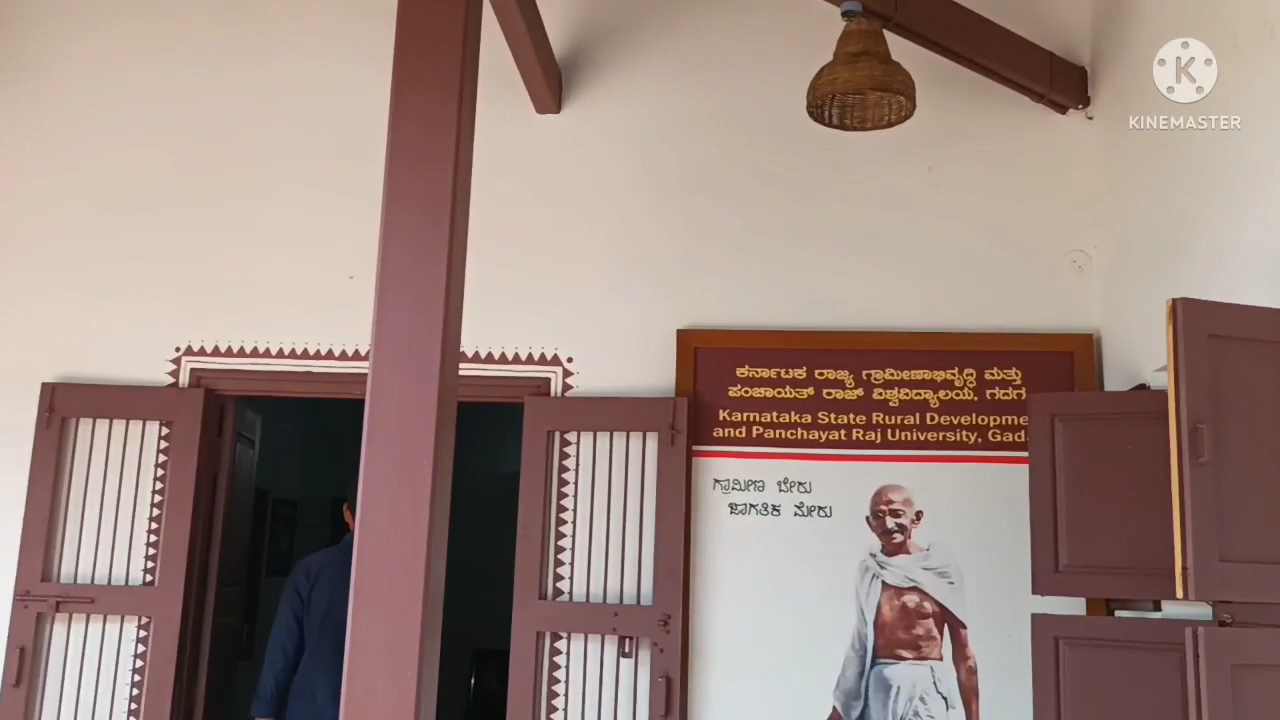 KINEMASTER
ಕರ್ನಾಟಕ ರಾಜ್ಯ ಗ್ರಾಮೀಣಾಭಿವೃದ್ಧಿ ಮತ್ತು
ಪಂಚಾಯತ್ ರಾಜ್ ವಿಶ್ವವಿದ್ಯಾಲಯ, ಗದಗ
Karnataka State Rural Developme
and Panchayat Raj University, Gad
ಗ್ರಾಮೀಣ ಬೇರು
ಜಾಗತಿಕ ಮೇರು